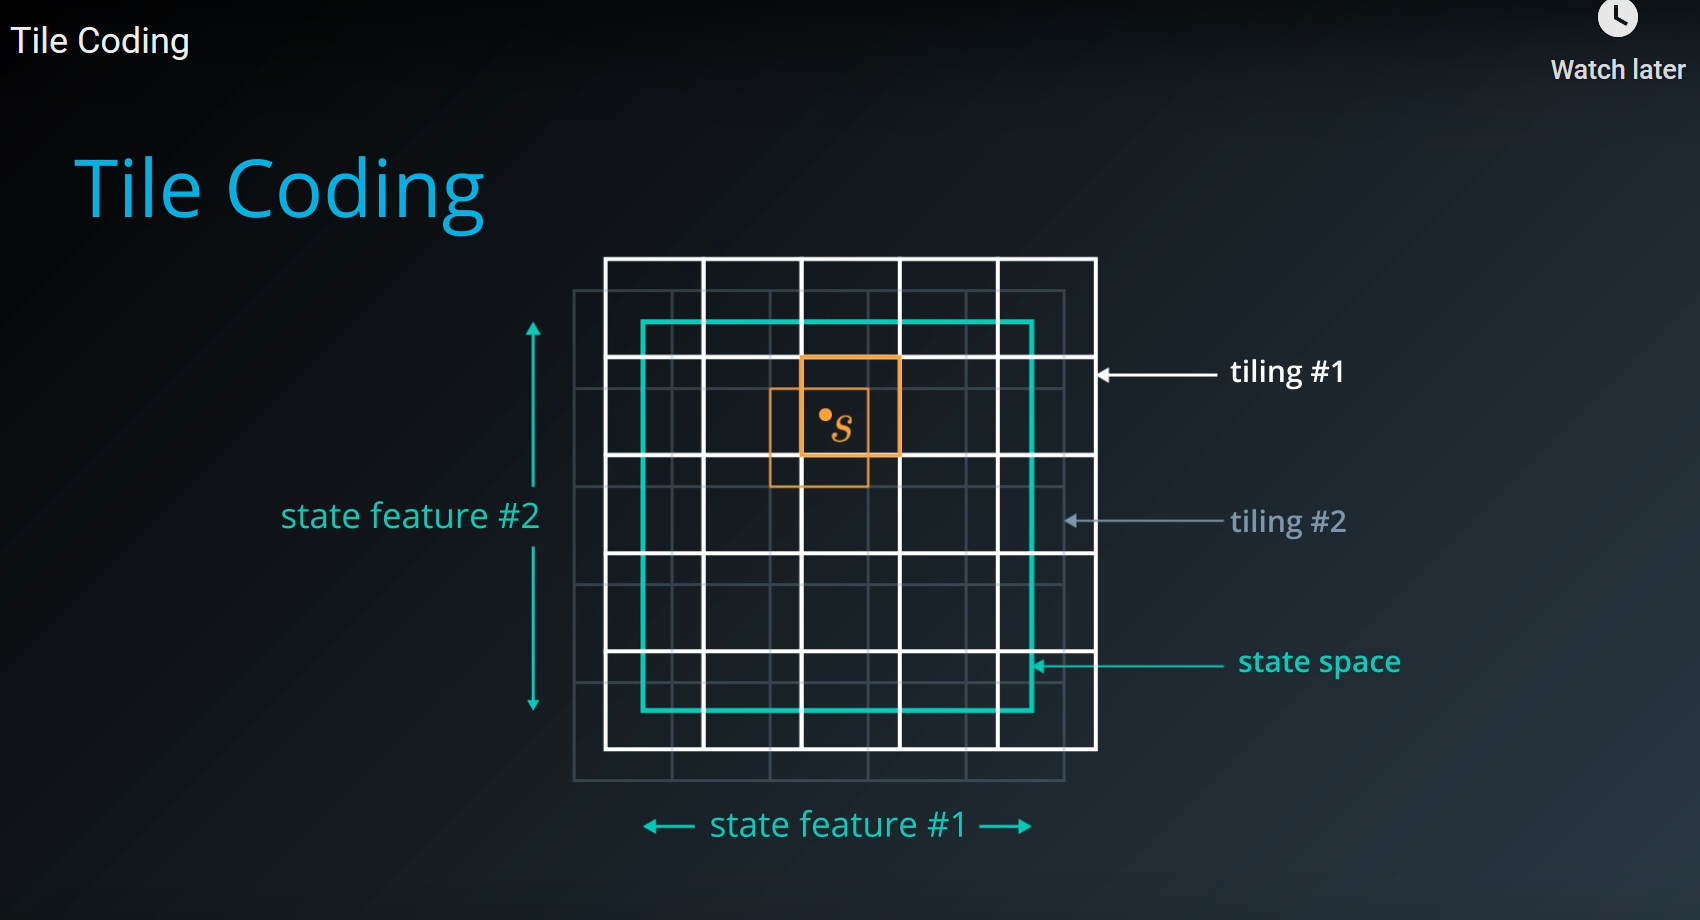 Tile Coding
Watch later
Tile Coding
tiling #1
s
state feature #2
tiling #2
state space
state feature #1